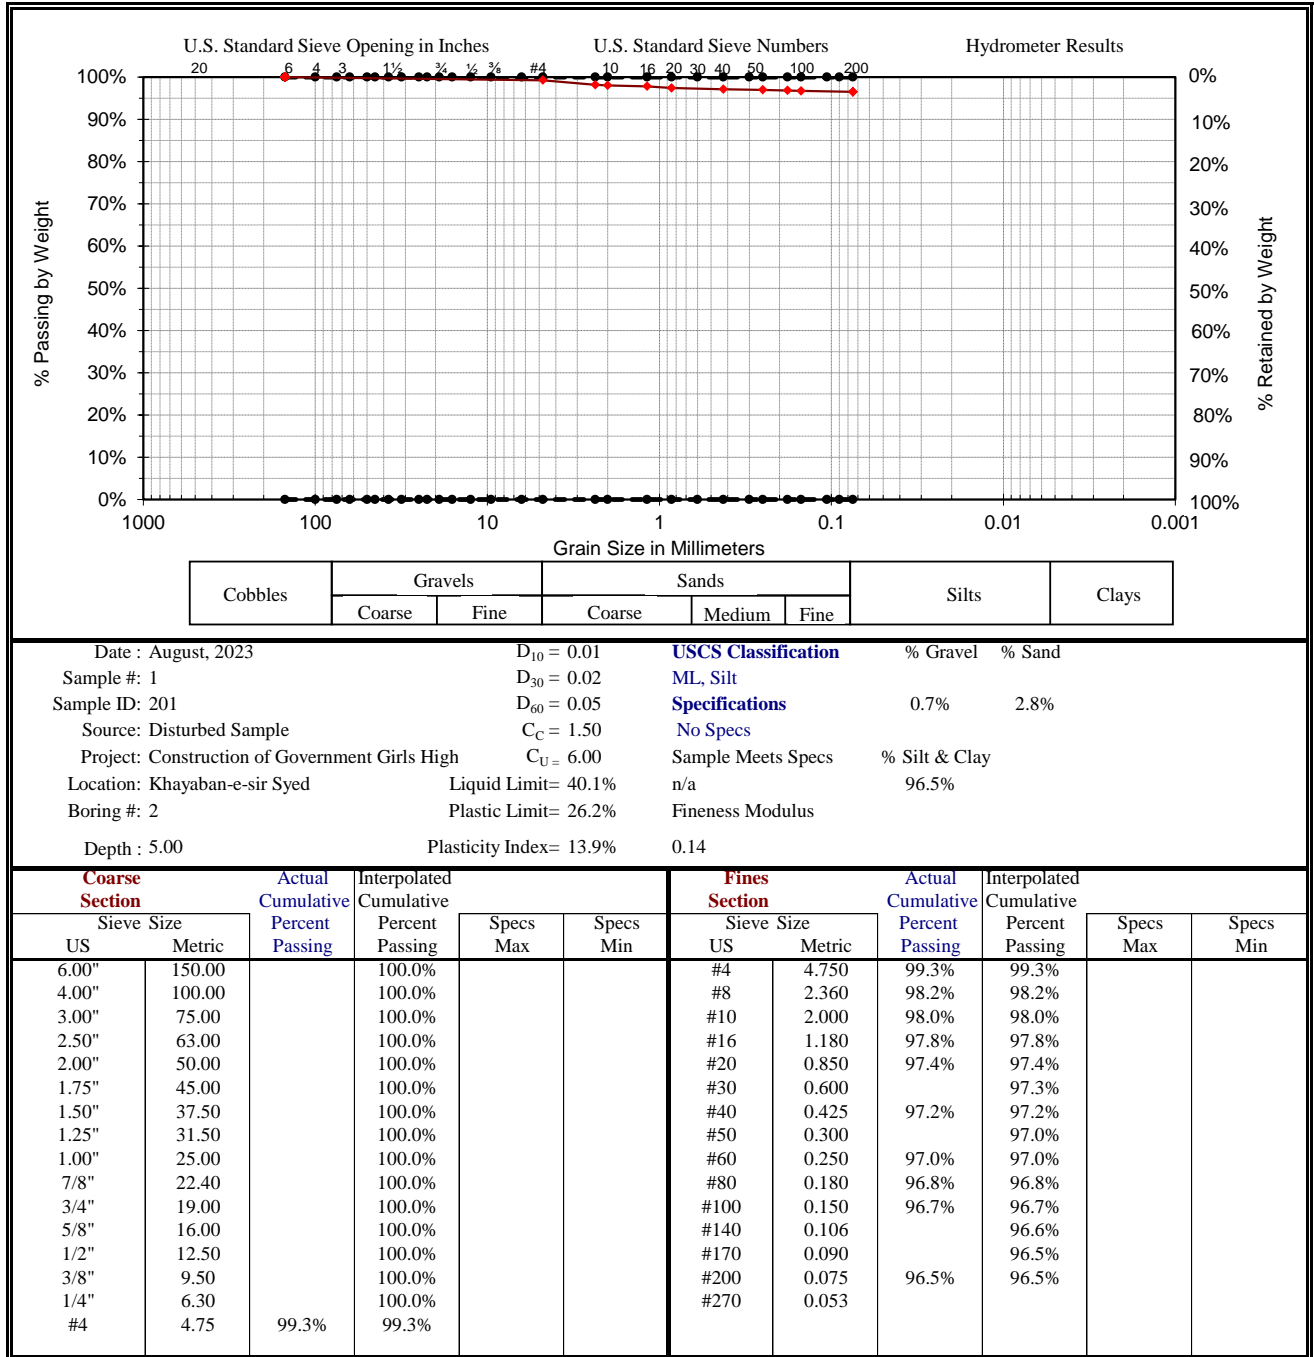 U.S. Standard Sieve Opening in Inches U.S. Standard Sieve Numbers Hydrometer Results
20 6 4 3 1½ ¾ ½ ⅜ #4 10 16 20 30 40 50 100 200
100% 0%
90% 10%
80% 20%
70% 30%
60% 40%
50% 50%
40% 60%
30% 70%
20% 80%
10% 90%
0% 100%
% Passing by Weight
% Retained by Weight
1000 100 10 1 0.1 0.01 0.001
Grain Size in Millimeters
Cobbles Gravels Sands Silts Clays
Coarse Fine Coarse Medium Fine
Date : August, 2023 D10 = 0.01 USCS Classification % Gravel % Sand
Sample #: 1 D30 = 0.02 ML, Silt
Sample ID: 201 D60 = 0.05 Specifications 0.7% 2.8%
Source: Disturbed Sample CC = 1.50 No Specs
Project: Construction of Government Girls High CU = 6.00 Sample Meets Specs % Silt & Clay
Location: Khayaban-e-sir Syed Liquid Limit= 40.1% n/a 96.5%
Boring #: 2 Plastic Limit= 26.2% Fineness Modulus
Depth : 5.00 Plasticity Index= 13.9% 0.14
Coarse Actual Interpolated Fines Actual Interpolated
Section Cumulative Cumulative Section Cumulative Cumulative
Sieve Size Percent Percent Specs Specs Sieve Size Percent Percent Specs Specs
US Metric Passing Passing Max Min US Metric Passing Passing Max Min
6.00" 150.00 100.0% #4 4.750 99.3% 99.3%
4.00" 100.00 100.0% #8 2.360 98.2% 98.2%
3.00" 75.00 100.0% #10 2.000 98.0% 98.0%
2.50" 63.00 100.0% #16 1.180 97.8% 97.8%
2.00" 50.00 100.0% #20 0.850 97.4% 97.4%
1.75" 45.00 100.0% #30 0.600 97.3%
1.50" 37.50 100.0% #40 0.425 97.2% 97.2%
1.25" 31.50 100.0% #50 0.300 97.0%
1.00" 25.00 100.0% #60 0.250 97.0% 97.0%
7/8" 22.40 100.0% #80 0.180 96.8% 96.8%
3/4" 19.00 100.0% #100 0.150 96.7% 96.7%
5/8" 16.00 100.0% #140 0.106 96.6%
1/2" 12.50 100.0% #170 0.090 96.5%
3/8" 9.50 100.0% #200 0.075 96.5% 96.5%
1/4" 6.30 100.0% #270 0.053
#4 4.75 99.3% 99.3%